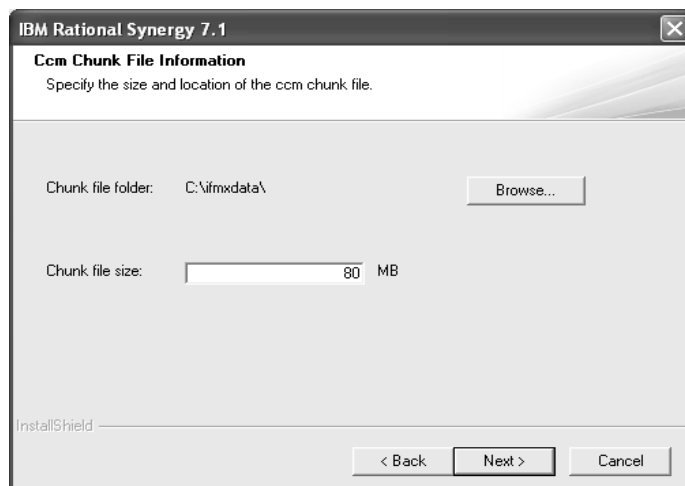 IBM Rational Synergy 7.1
Ccm Chunk File Information
Specify the size and location of the ccm chunk file.
Chunk file folder: C:\ifmxdata\ Browse...
Chunk file size: 80 MB
InstallShield
< Back Next > Cancel